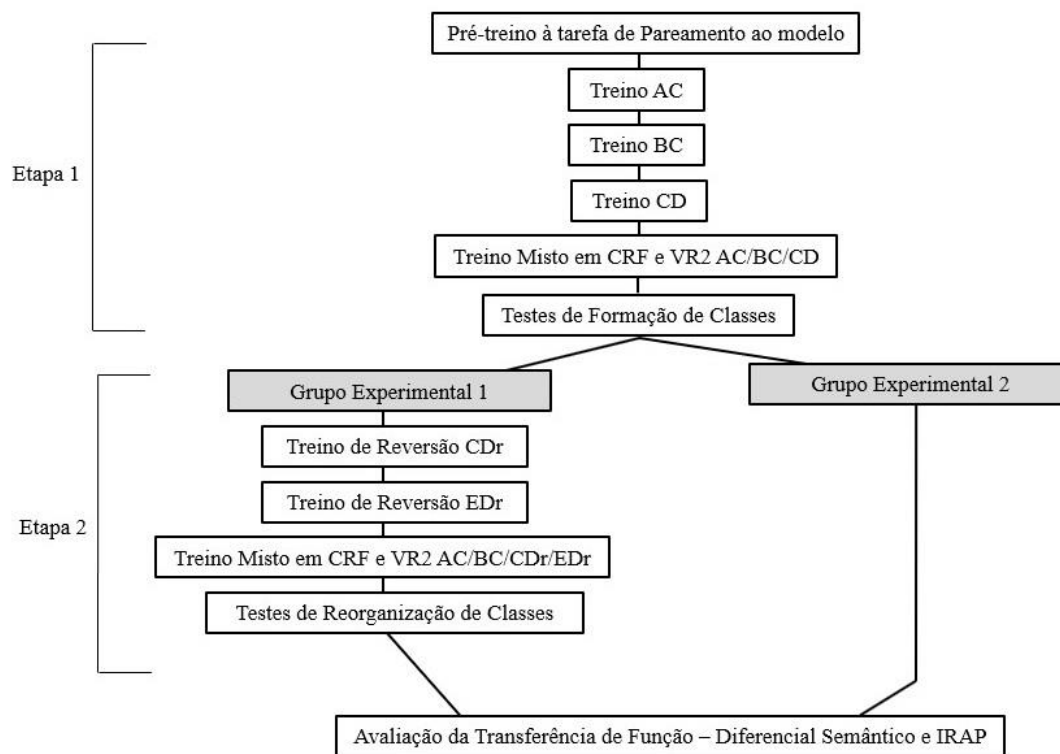 Pré-treino à tarefa de Pareamento ao modelo
Treino AC
Etapa 1
Treino BC
Treino CD
Treino Misto em CRF e VR2 AC/BC/CD
Testes de Formação de Classes
Grupo Experimental 1
Grupo Experimental 2
Treino de Reversão CDr
Treino de Reversão EDr
Etapa 2
Treino Misto em CRF e VR2 AC/BC/CDr/EDr
Testes de Reorganização de Classes
Avaliação da Transferência de Função – Diferencial Semântico e IRAP